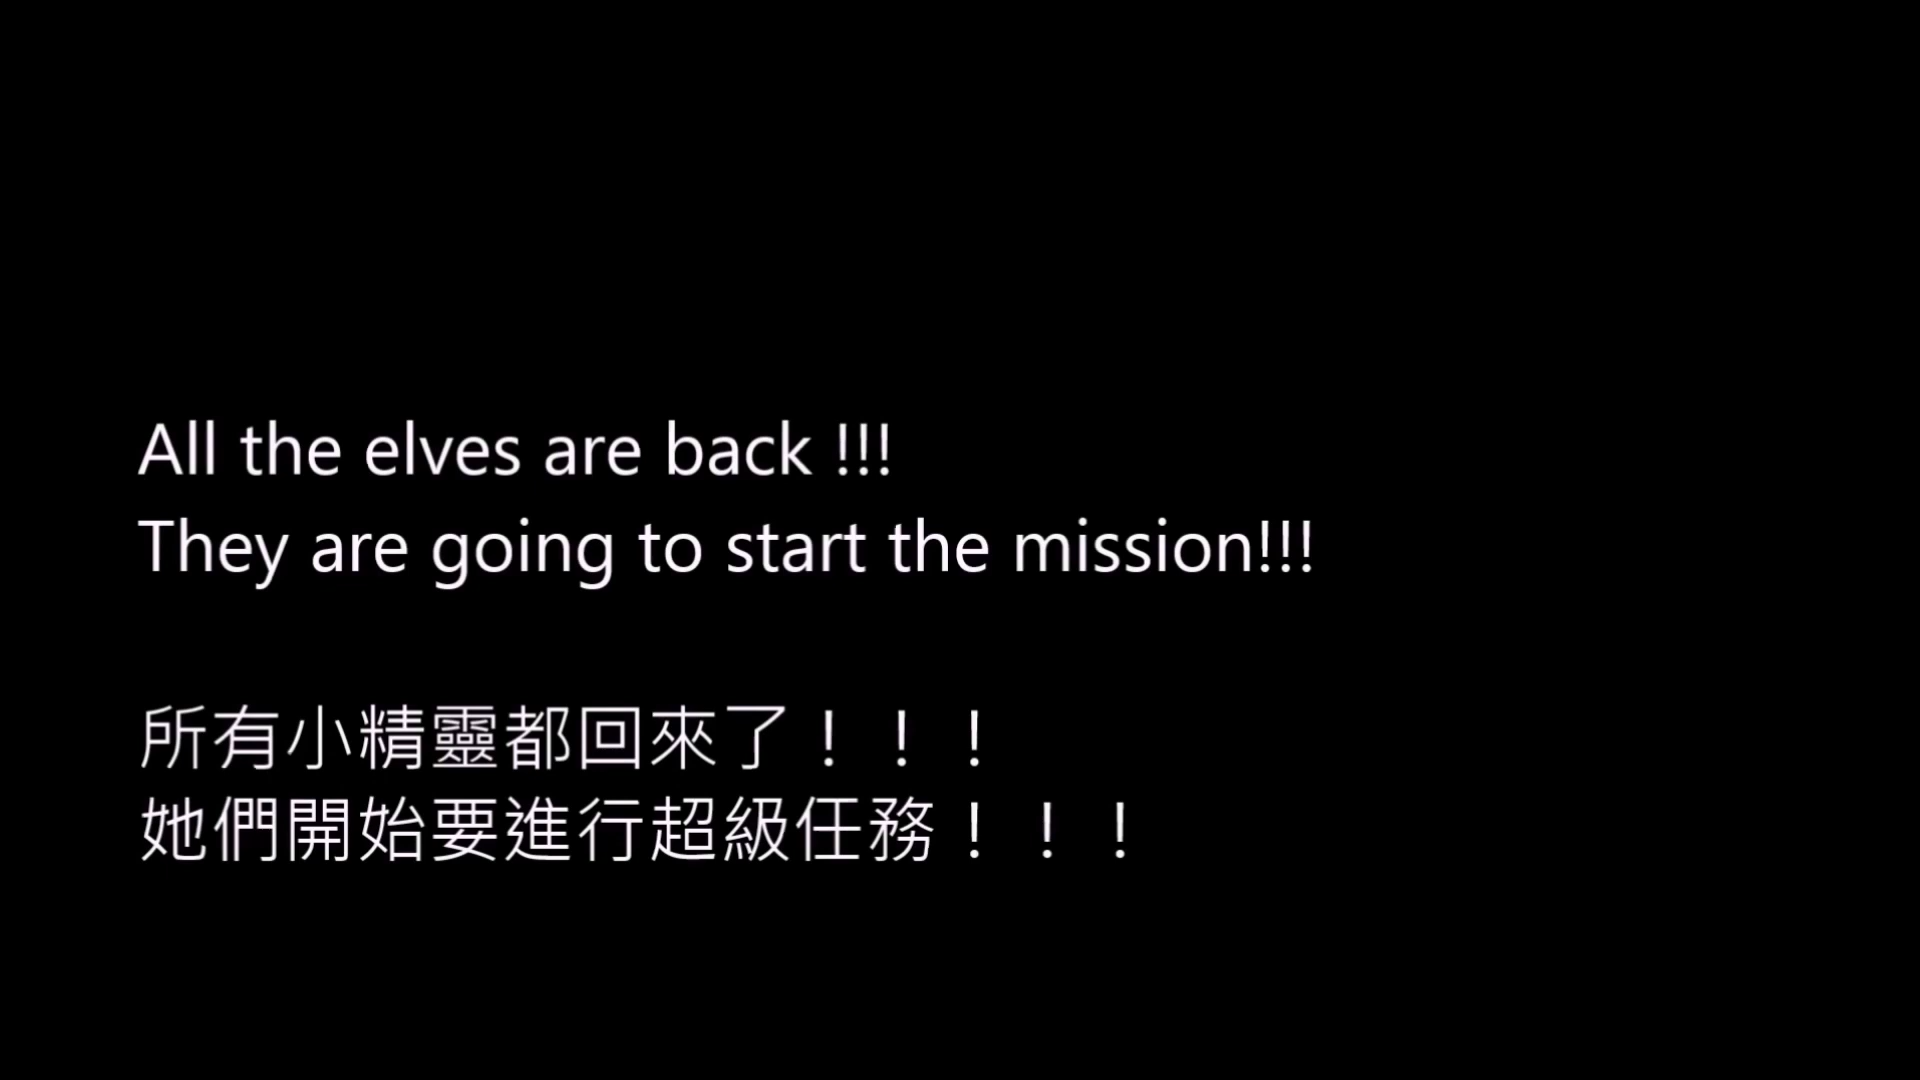 All the elves are back !!!
They are going to start the mission!!!
所有小精靈都回來了！！！
她們開始要進行超級任務！！！